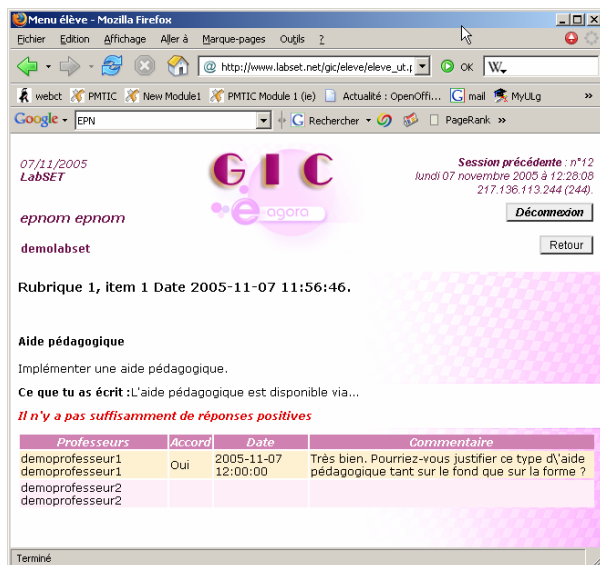 Menu élève - Mozilla Firefox
Fichier Edition Affichage Aller à Marque-pages Outils ?
http://www.labset.net/gic/eleve/eleve_ut.p OK W
webct PMTIC New Module1 PMTIC Module 1 (ie) Actualité : OpenOffi... G mail MyULg »
Google EPN Rechercher PageRank »
07/11/2005
LabSET
GIC
e agora
Session précédente : n°12
lundi 07 novembre 2005 à 12:28:08
217.136.113.244 (244).
Déconnexion
epnom epnom
Retour
demolabset
Rubrique 1, item 1 Date 2005-11-07 11:56:46.
Aide pédagogique
Implémenter une aide pédagogique.
Ce que tu as écrit :L'aide pédagogique est disponible via...
Il n'y a pas suffisamment de réponses positives
Professeurs Accord Date Commentaire
demoprofesseur1 demoprofesseur1 Oui 2005-11-07 12:00:00 Très bien. Pourriez-vous justifier ce type d\'aide pédagogique tant sur le fond que sur la forme ?
demoprofesseur2
demoprofesseur2
Terminé